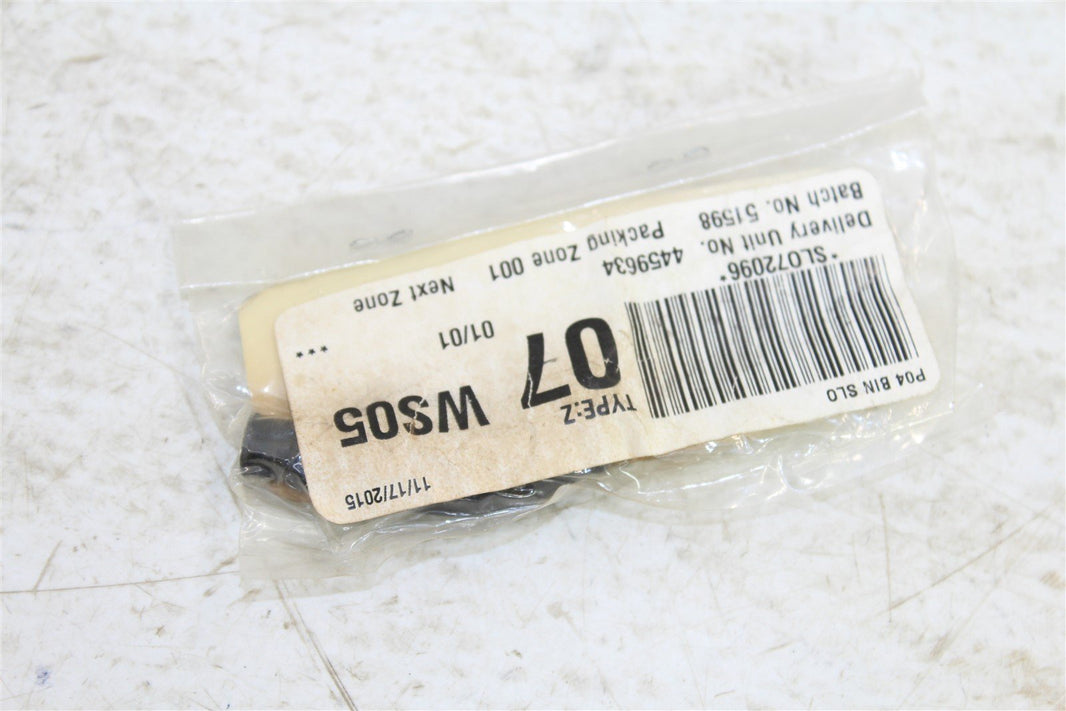 P04 BIN SLO
*SLO72096*
Delivery Unit No. 4459634
Batch No. 51598 Packing Zone 001 Next Zone
***
TYPE:Z
07
01/01
WS05
11/17/2015